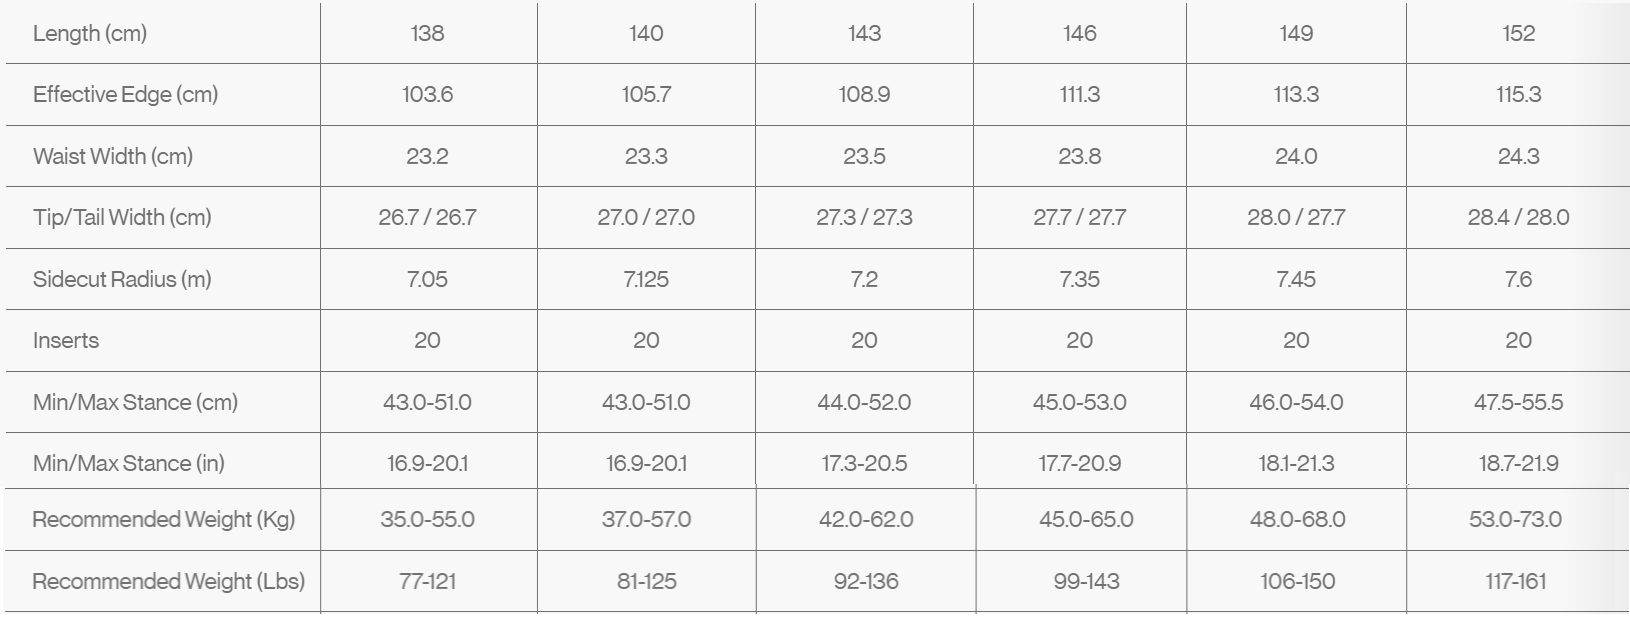 Length (cm) 138 140 143 146 149 152
Effective Edge (cm) 103.6 105.7 108.9 111.3 113.3 115.3
Waist Width (cm) 23.2 23.3 23.5 23.8 24.0 24.3
Tip/Tail Width (cm) 26.7 / 26.7 27.0 / 27.0 27.3 / 27.3 27.7 / 27.7 28.0 / 27.7 28.4 / 28.0
Sidecut Radius (m) 7.05 7.125 7.2 7.35 7.45 7.6
Inserts 20 20 20 20 20 20
Min/Max Stance (cm) 43.0-51.0 43.0-51.0 44.0-52.0 45.0-53.0 46.0-54.0 47.5-55.5
Min/Max Stance (in) 16.9-20.1 16.9-20.1 17.3-20.5 17.7-20.9 18.1-21.3 18.7-21.9
Recommended Weight (Kg) 35.0-55.0 37.0-57.0 42.0-62.0 45.0-65.0 48.0-68.0 53.0-73.0
Recommended Weight (Lbs) 77-121 81-125 92-136 99-143 106-150 117-161